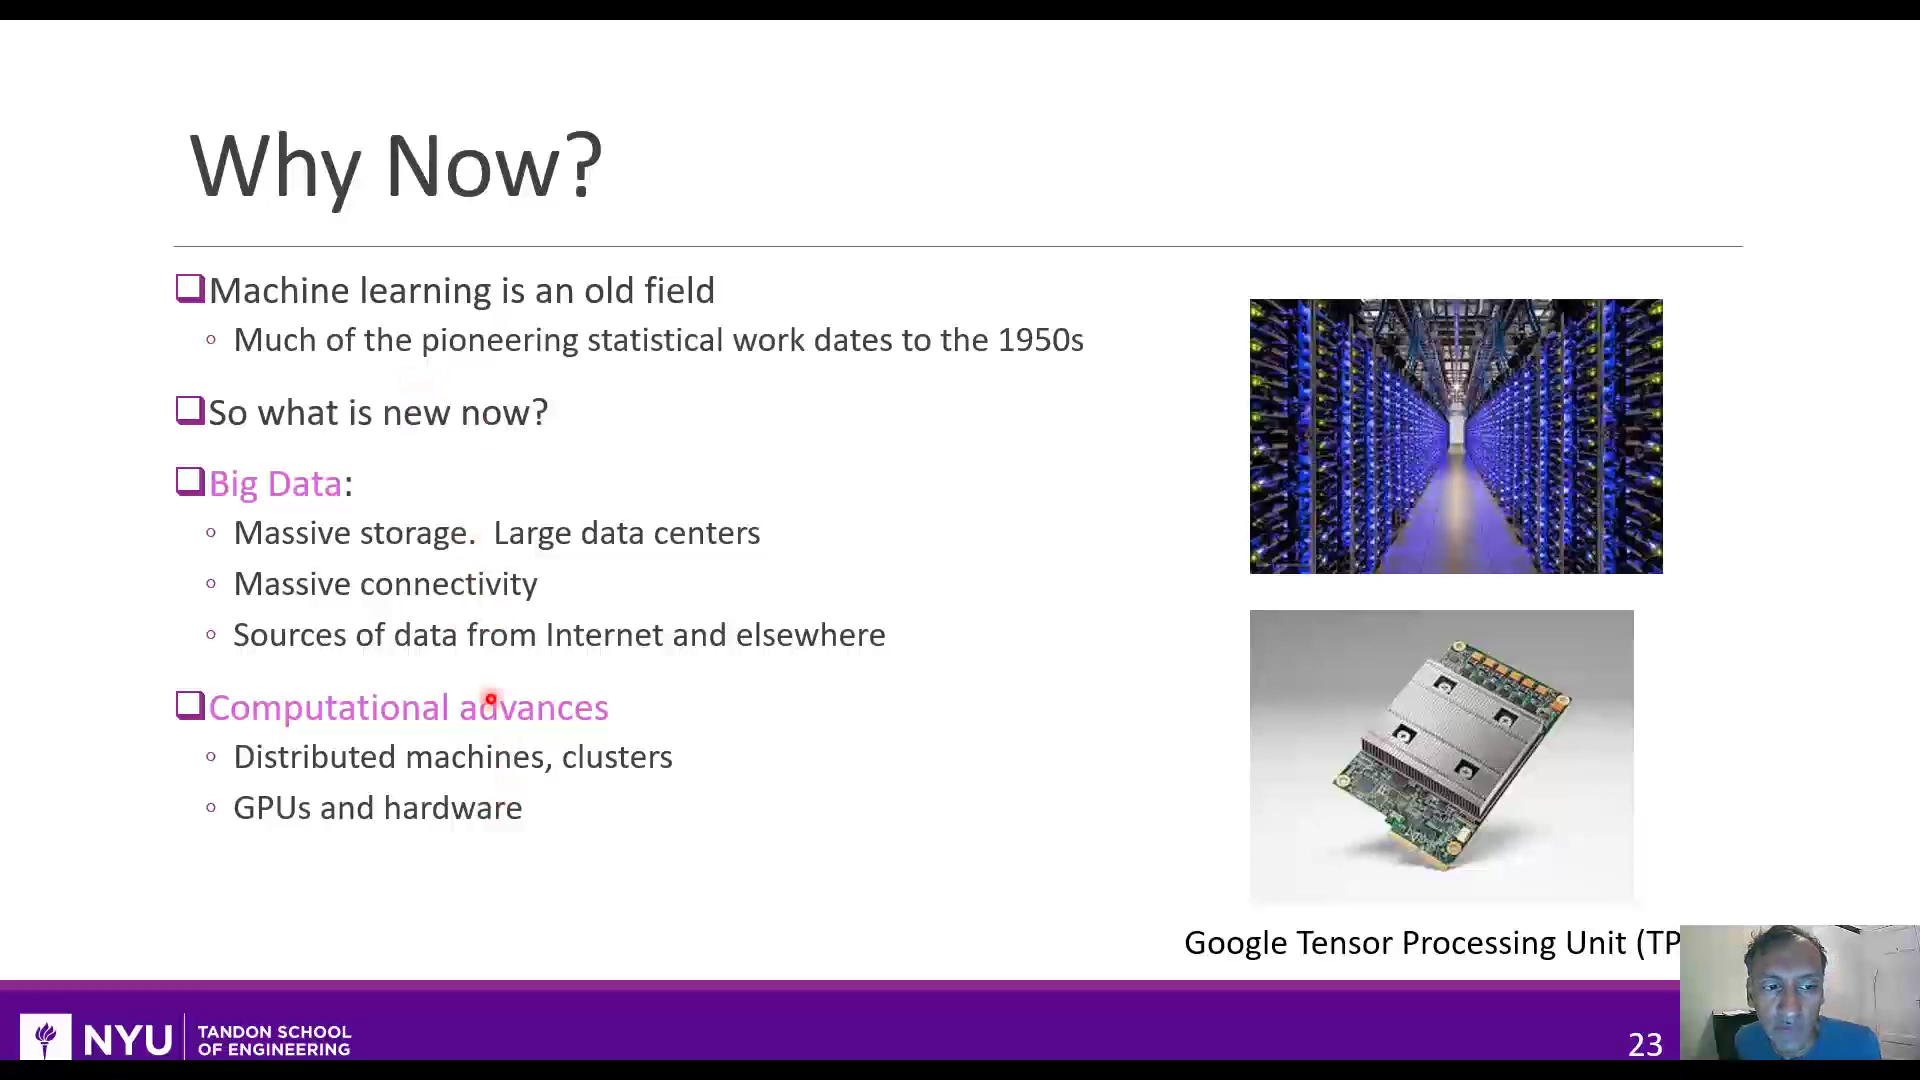 Why Now?
Machine learning is an old field
Much of the pioneering statistical work dates to the 1950s
So what is new now?
Big Data:
Massive storage.  Large data centers
Massive connectivity
Sources of data from Internet and elsewhere
Computational advances
Distributed machines, clusters
GPUs and hardware
Google Tensor Processing Unit (TP
NYU
TANDON SCHOOL
OF ENGINEERING
23